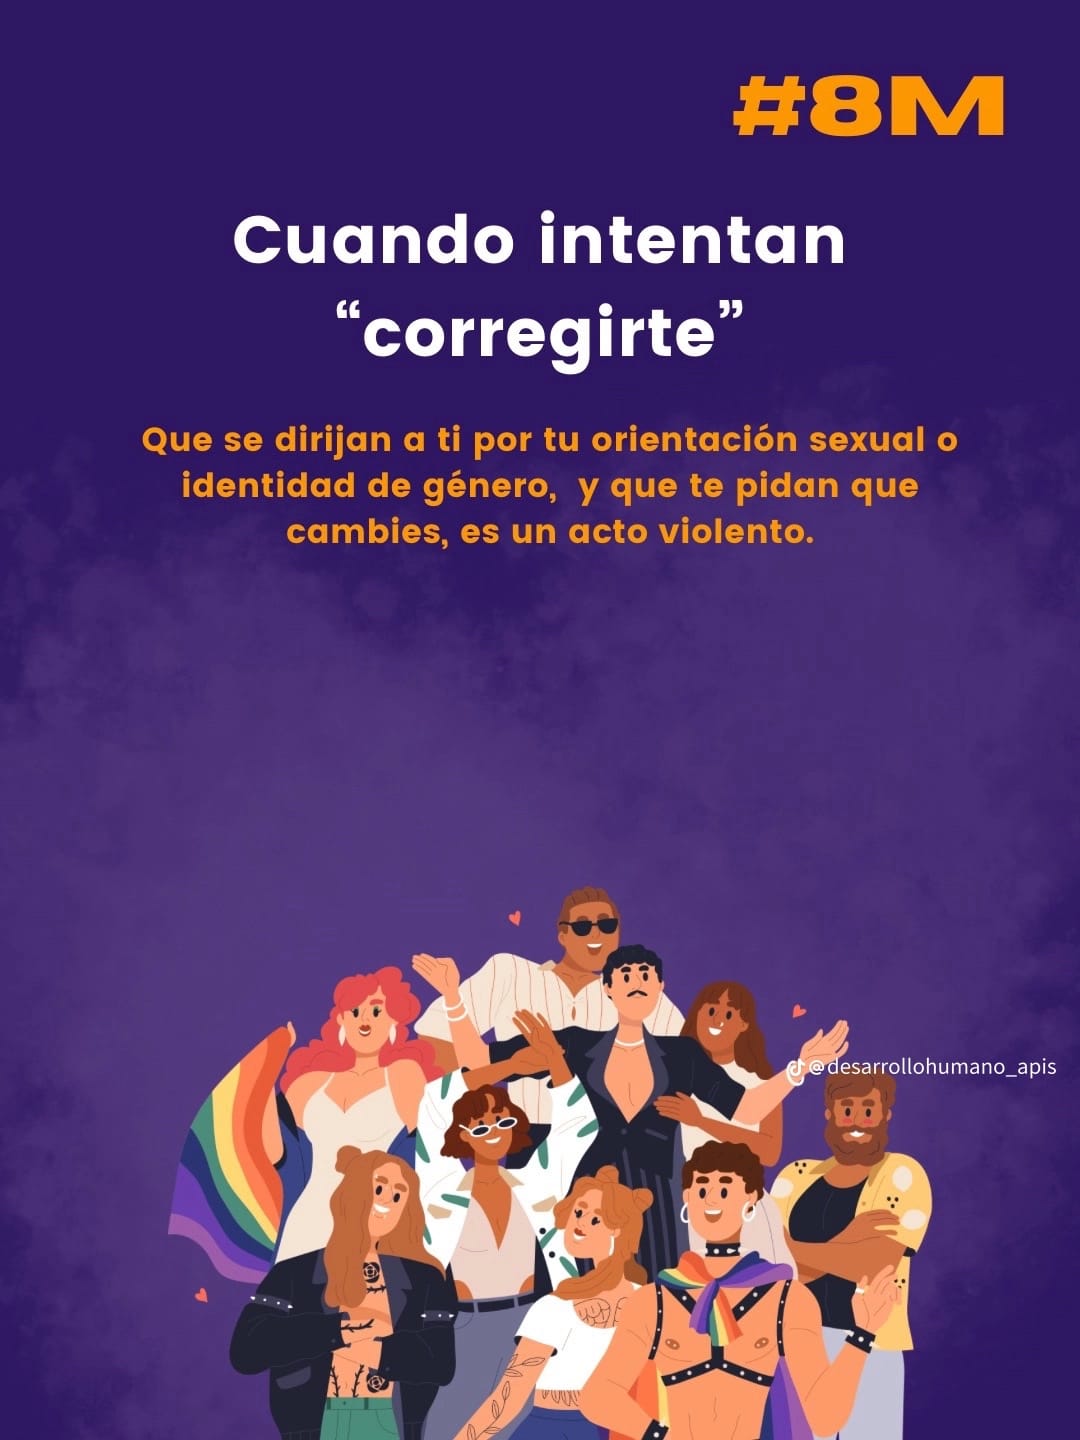 #8M
Cuando intentan
“corregirte”
Que se dirijan a ti por tu orientación sexual o
identidad de género,  y que te pidan que
cambies, es un acto violento.
@desarrollohumano_apis